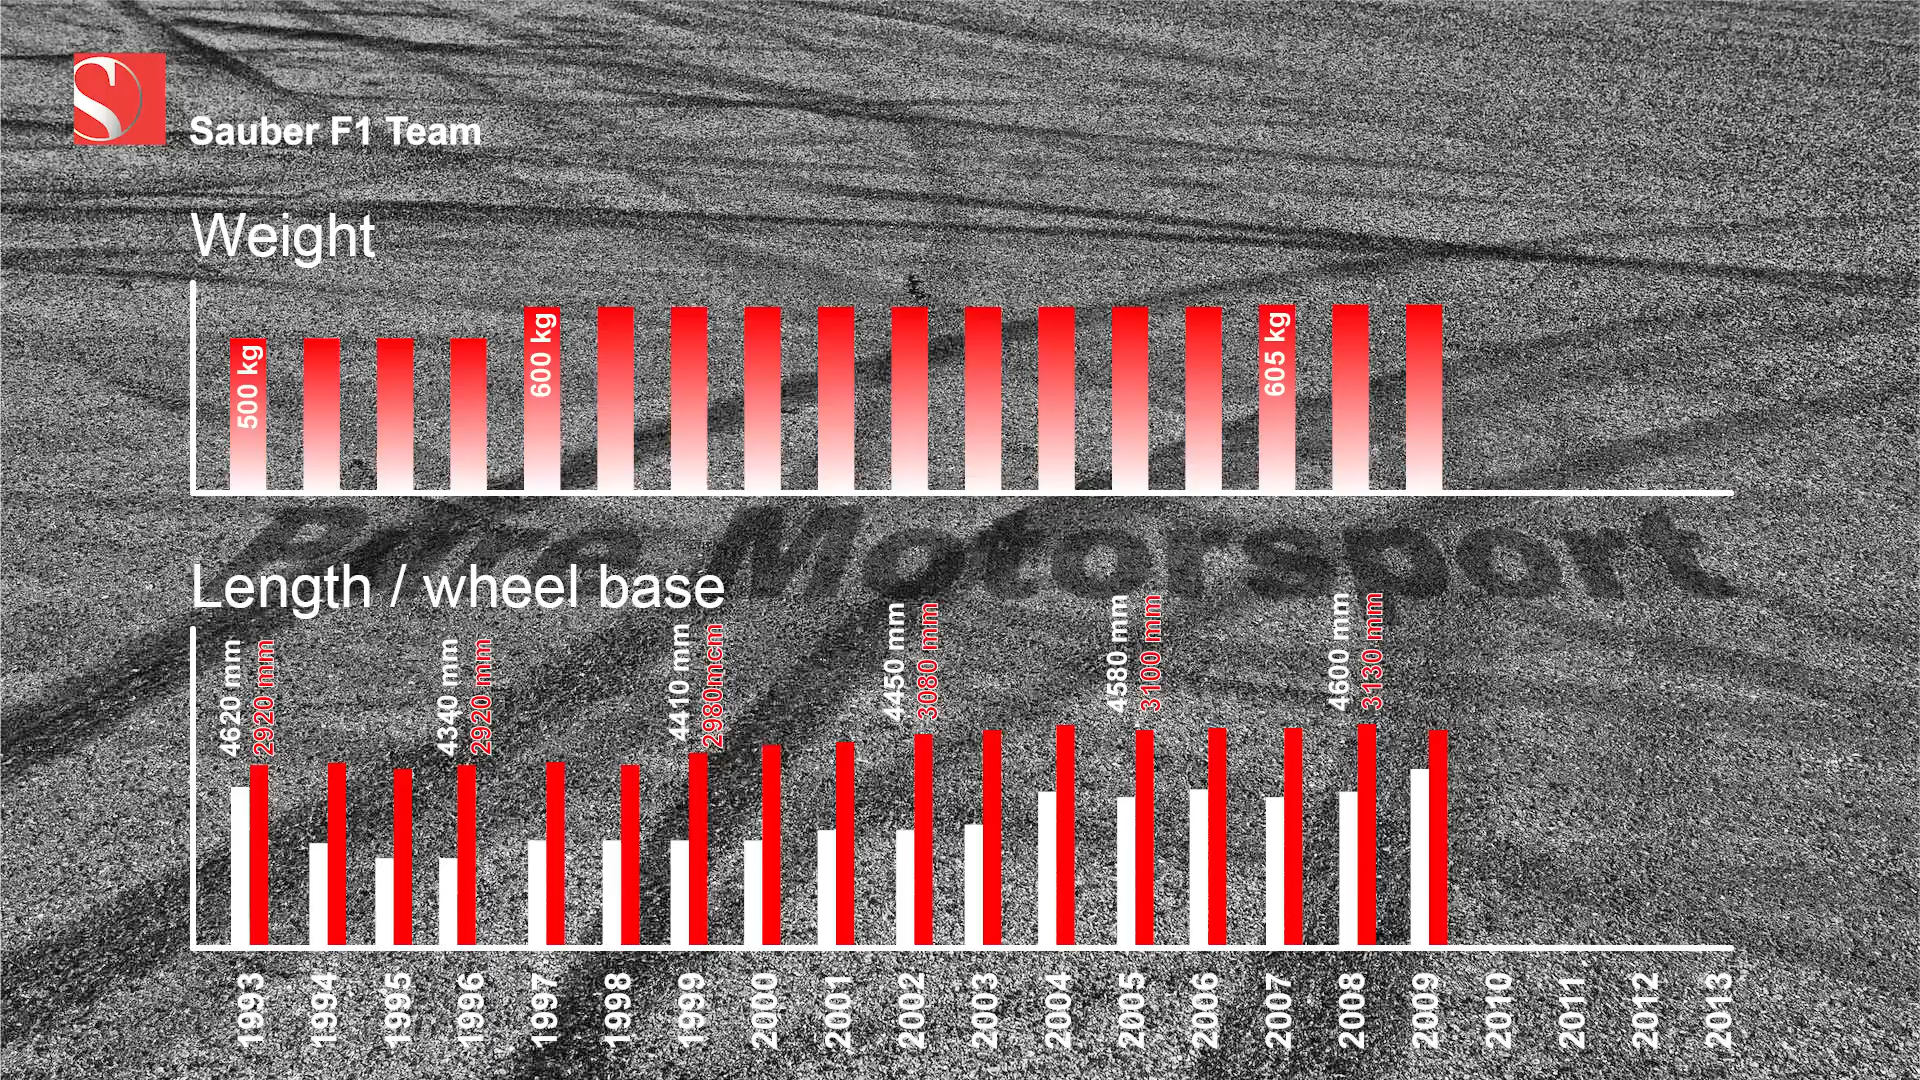 S
Sauber F1 Team
Weight
500 kg
600 kg
605 kg
Pure Motorsport
Length / wheel base
4620 mm
2920 mm
4340 mm
2920 mm
4410 mm
2980mcm
4450 mm
3080 mm
4580 mm
3100 mm
4600 mm
3130 mm
1993
1994
1995
1996
1997
1998
1999
2000
2001
2002
2003
2004
2005
2006
2007
2008
2009
2010
2011
2012
2013